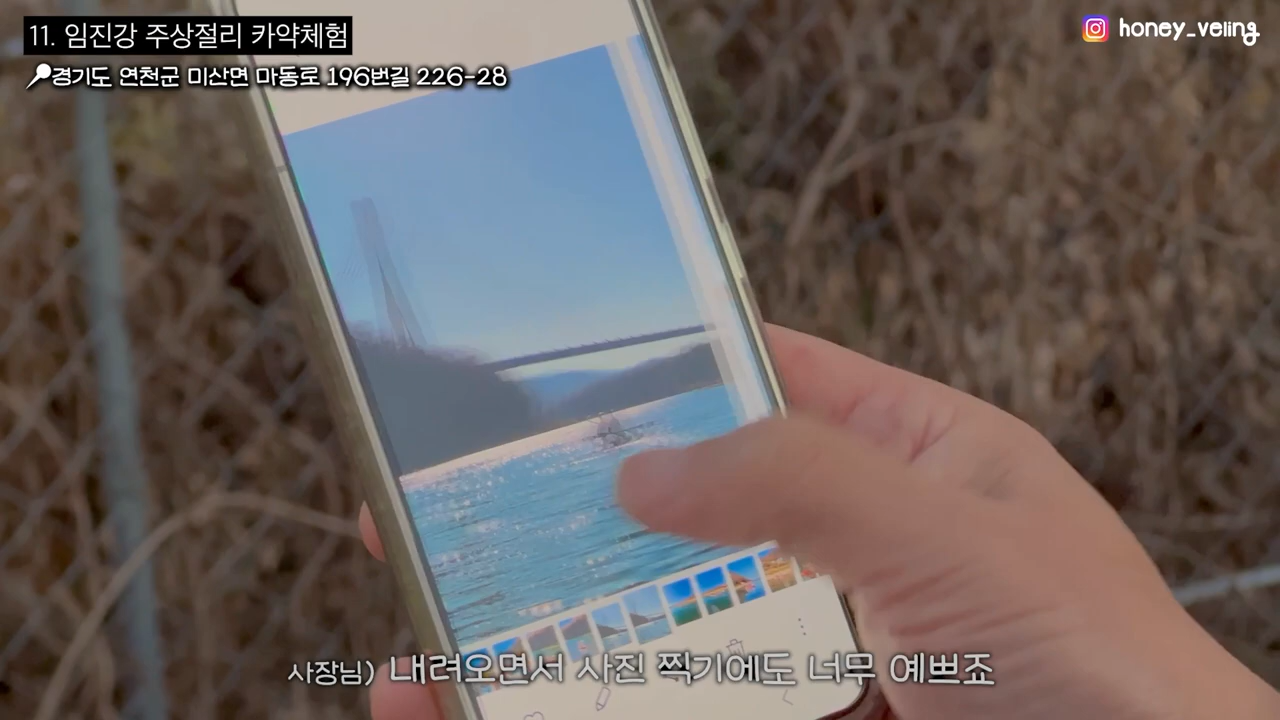 11. 임진강 주상절리 카약체험
경기도 연천군 미산면 마동로 196번길 226-28
honey_veling
사장님) 내려오면서 사진 찍기에도 너무 예쁘죠